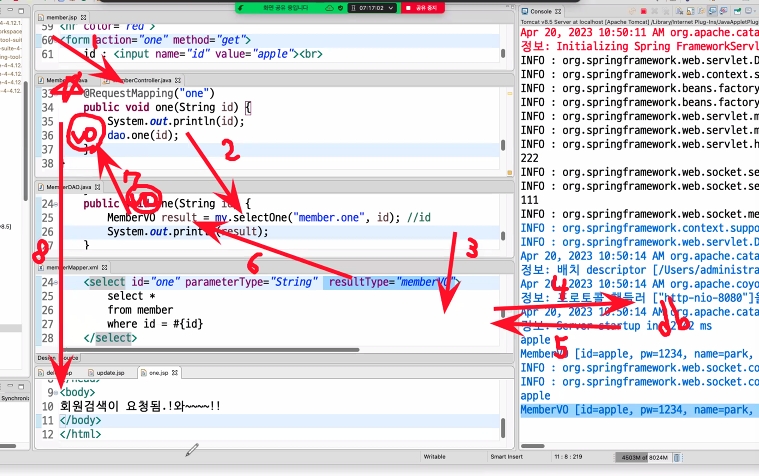 member.jsp
화면 공유 중입니다
07:17:02
공유 중지
59 <hr color="red">
60 <form action="one" method="get">
61 id : <input name="id" value="apple"><br>
33 @RequestMapping("one")
34 public void one(String id) {
35 System.out.println(id);
36 dao.one(id);
37
38
vo
2
MemberDAO.java
MemberVO result = my.selectOne("member.one", id); //id
26 System.out.println(result);
27 }
7
vo
3
8
6
memberMapper.xml
24 <select id="one" parameterType="String" resultType="memberVO">
25 select *
26 from member
27 where id = #{id}
28 </select>
4
5
db
Design Source
update.jsp
one.jsp
8 </head>
9 <body>
10 회원검색이 요청됨.!와~~~~!!
11 </body>
12 </html>
Synchroniz
Writable
Smart Insert
11 : 8 : 219
4503M of 8024M
Console
Tomcat v8.5 Server at localhost [Apache Tomcat] /Library/Internet Plug-Ins/JavaAppletPlug
Apr 20, 2023 10:50:11 AM org.apache.cata
정보: Initializing Spring FrameworkServl
INFO : org.springframework.web.servlet.D
INFO : org.springframework.web.context.s
INFO : org.springframework.beans.factory
INFO : org.springframework.beans.factory
INFO : org.springframework.web.servlet.m
INFO : org.springframework.web.servlet.m
INFO : org.springframework.web.servlet.h
222
INFO : org.springframework.web.socket.se
INFO : org.springframework.web.socket.se
111
INFO : org.springframework.web.socket.me
INFO : org.springframework.context.suppo
INFO : org.springframework.web.servlet.D
Apr 20, 2023 10:50:14 AM org.apache.cata
정보: 배치 descriptor [/Users/administra
Apr 20, 2023 10:50:14 AM org.apache.coyo
정보: 프로토콜 핸들러 ["http-nio-8080"]을
Apr 20, 2023 10:50:14 AM org.apache.cata
정보: Server startup in ms
apple
MemberVO [id=apple, pw=1234, name=park,
INFO : org.springframework.web.socket.co
INFO : org.springframework.web.socket.co
apple
MemberVO [id=apple, pw=1234, name=park,